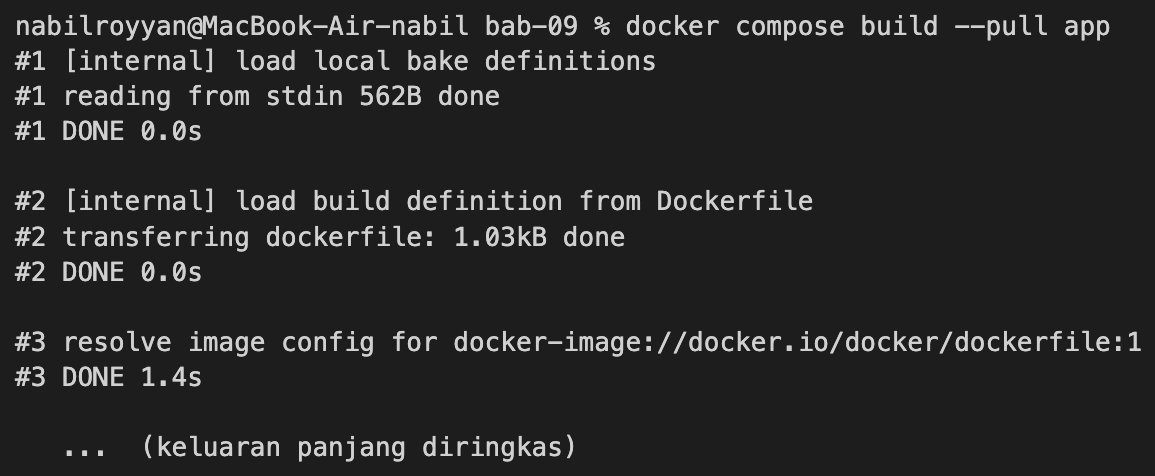 nabilroyyan@MacBook-Air-nabil bab-09 % docker compose build --pull app
#1 [internal] load local bake definitions
#1 reading from stdin 562B done
#1 DONE 0.0s
#2 [internal] load build definition from Dockerfile
#2 transferring dockerfile: 1.03kB done
#2 DONE 0.0s
#3 resolve image config for docker-image://docker.io/docker/dockerfile:1
#3 DONE 1.4s
... (keluaran panjang diringkas)